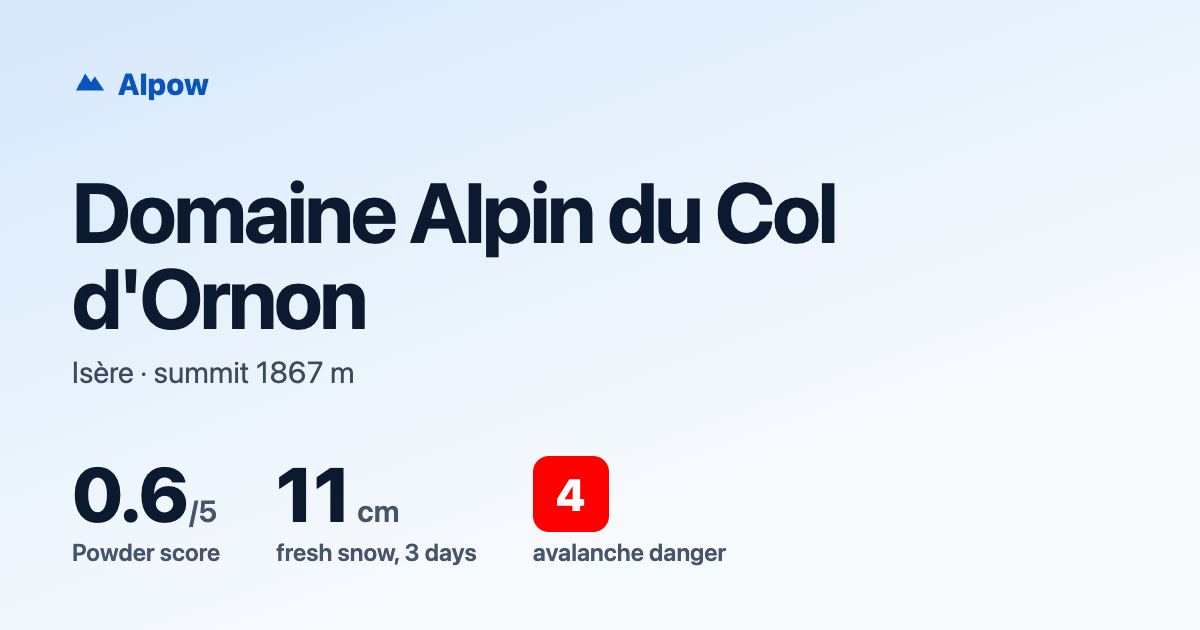 Alpow
Domaine Alpin du Col
d'Ornon
Isère · summit 1867 m
0.6/5
Powder score
11 cm
fresh snow, 3 days
4
avalanche danger